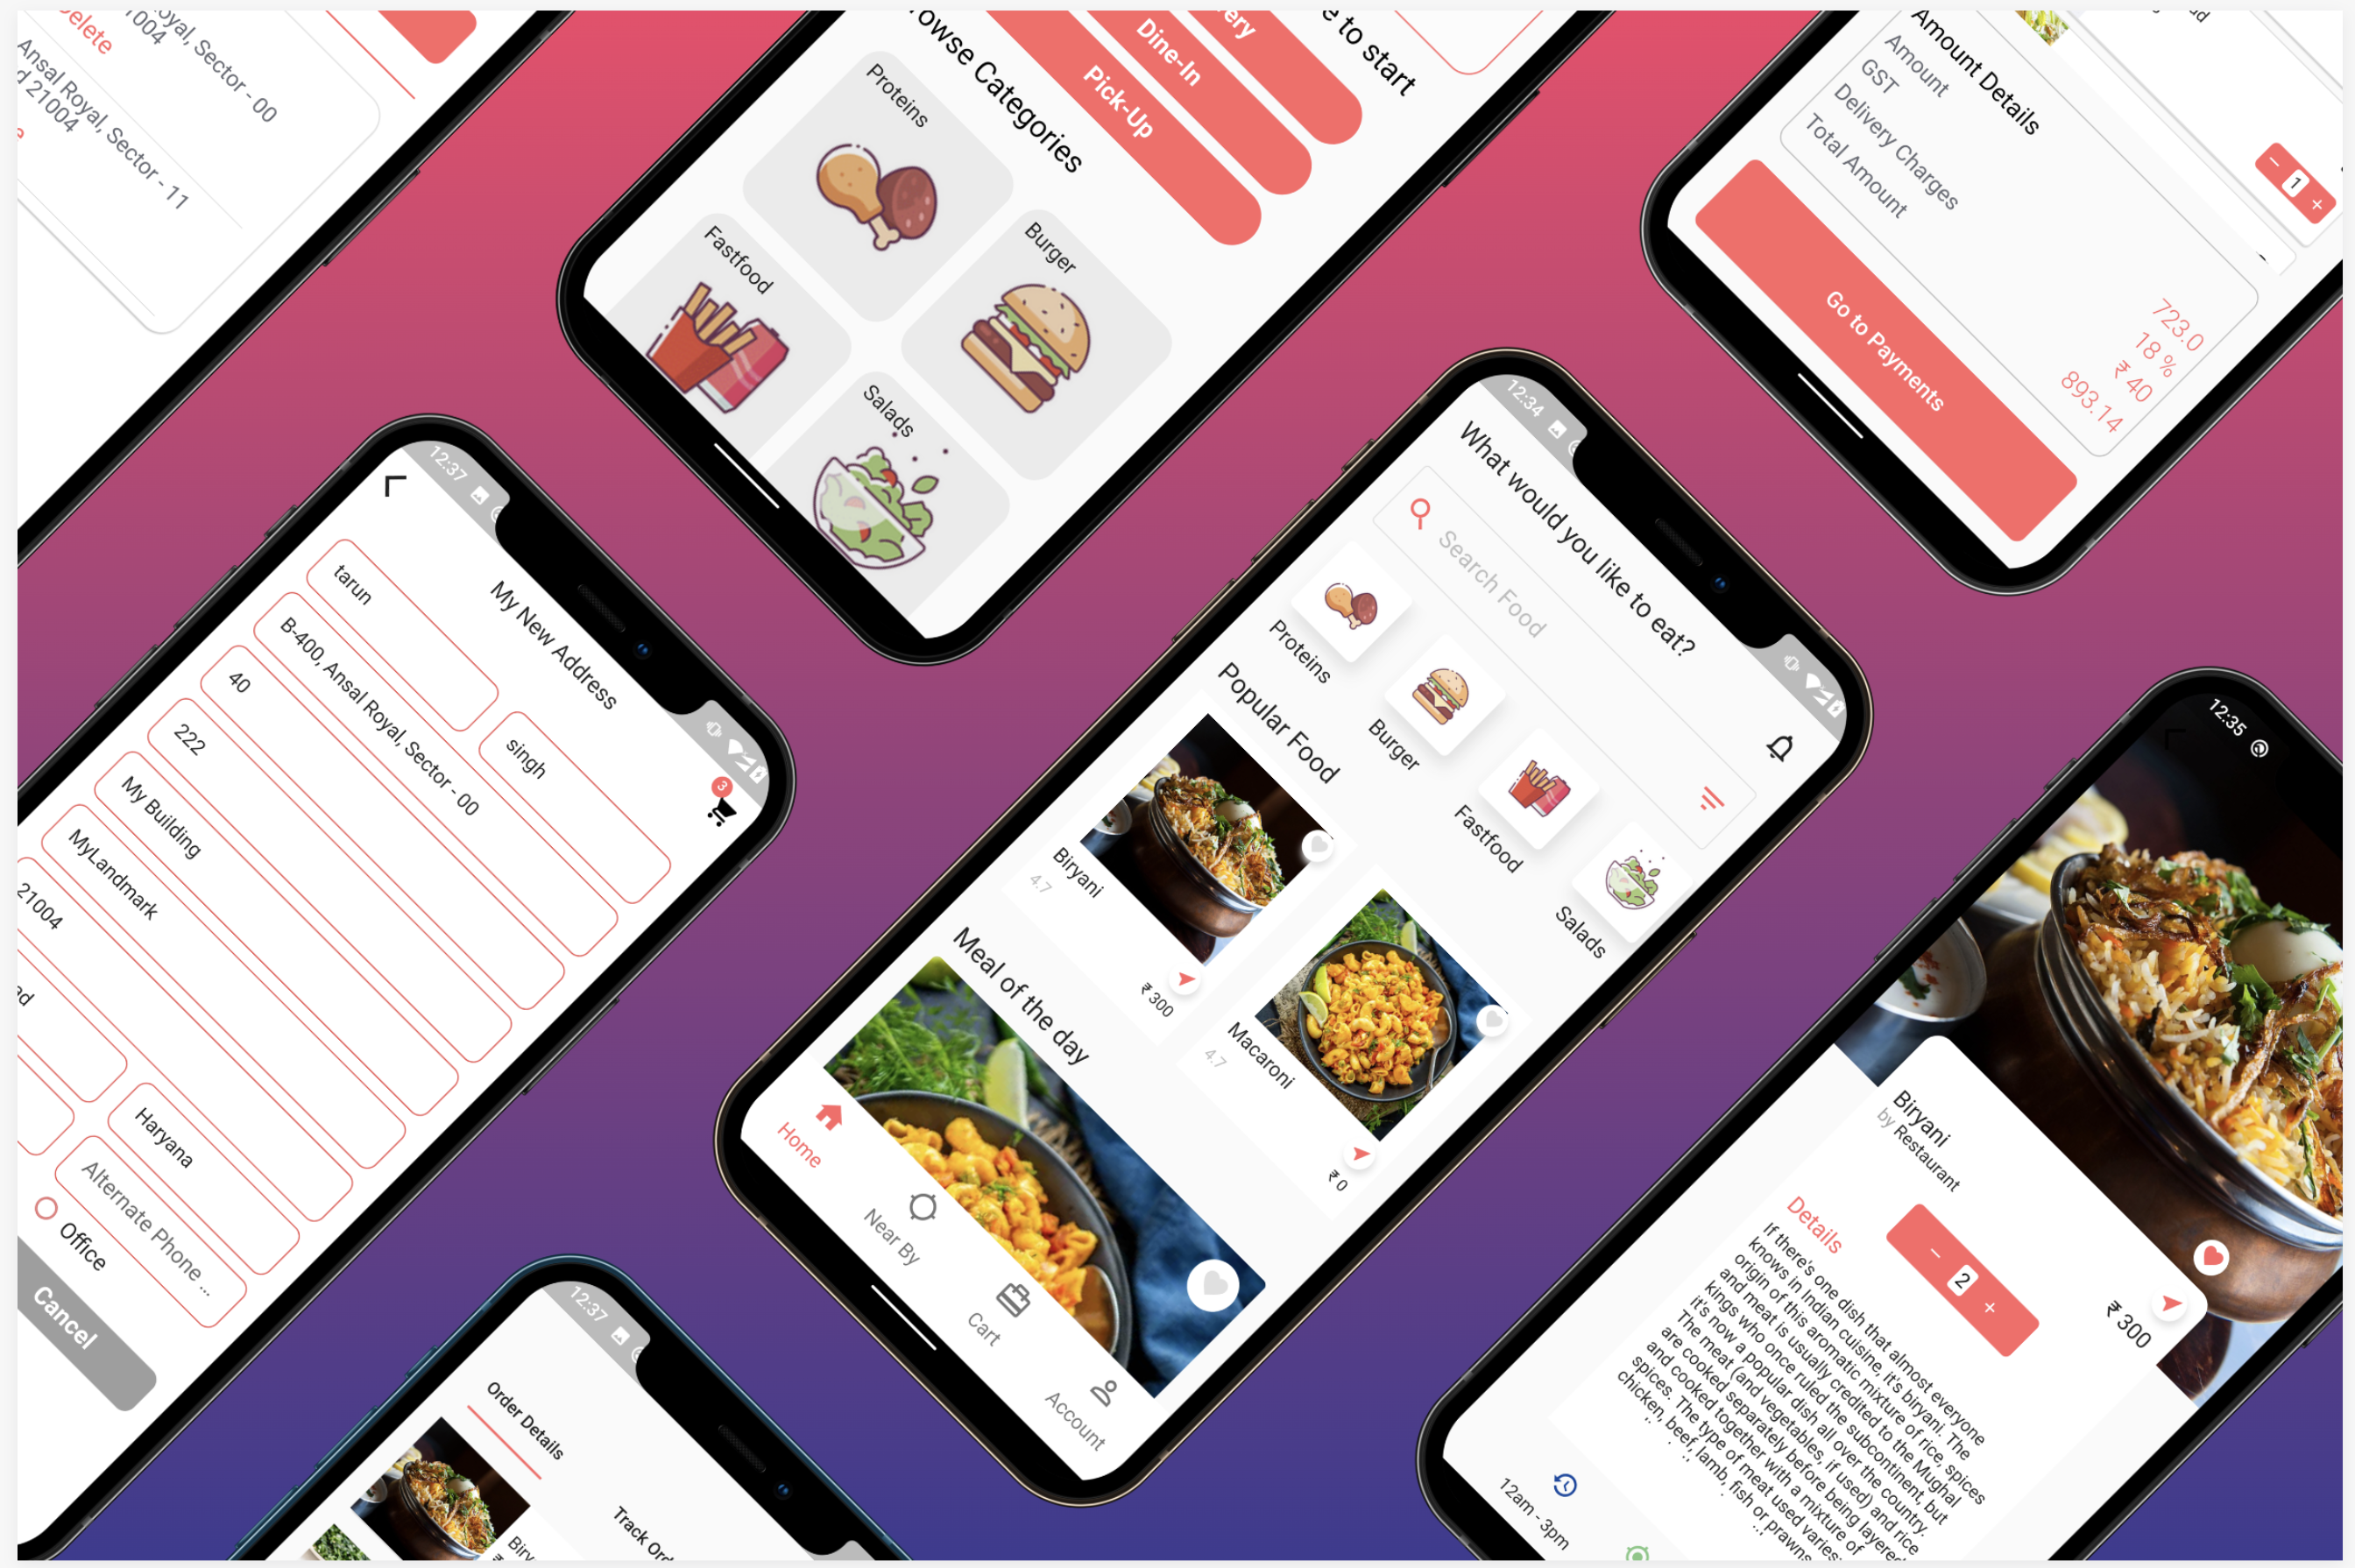 Delete
oyal, Sector - 00
1004
Ansal Royal, Sector - 11
d 21004
e
e to start
ery
Dine-In
Pick-Up
rowse Categories
Proteins
Burger
Fastfood
Salads
Amount Details
Amount
723.0
GST
18 %
Delivery Charges
₹ 40
Total Amount
893.14
1
Go to Payments
12:37
My New Address
3
tarun
singh
B-400, Ansal Royal, Sector - 00
40
222
My Building
MyLandmark
21004
ad
Haryana
Alternate Phone ...
Office
Cancel
12:34
What would you like to eat?
Search Food
Proteins
Burger
Fastfood
Salads
Popular Food
Biryani
4.7
₹ 300
Macaroni
4.7
₹ 0
Meal of the day
Home
Near By
Cart
Account
12:35
Biryani
by Restaurant
₹ 300
2
Details
If there's one dish that almost everyone
knows in Indian cuisine, it's biryani. The
origin of this aromatic mixture of rice, spices
and meat is usually credited to the Mughal
kings who once ruled the subcontinent, but
it's now a popular dish all over the country.
The meat (and vegetables, if used) and rice
are cooked separately before being layered
and cooked together with a mixture of
spices. The type of meat used varies:
chicken, beef, lamb, fish or prawns
12am - 3pm
12:37
Order Details
Track Ord
Biry